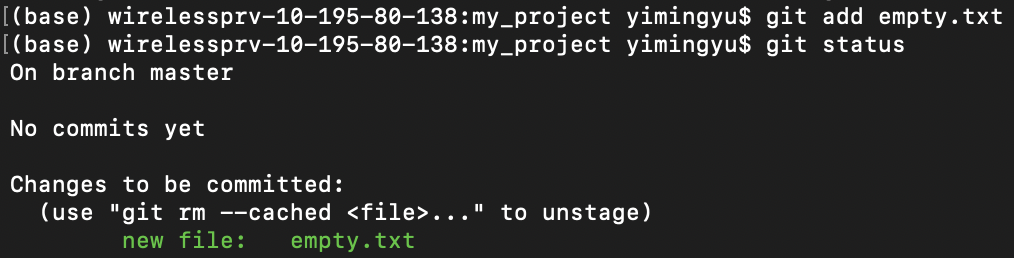 [(base) wirelessprv-10-195-80-138:my_project yimingyu$ git add empty.txt
[(base) wirelessprv-10-195-80-138:my_project yimingyu$ git status
On branch master
No commits yet
Changes to be committed:
(use "git rm --cached <file>..." to unstage)
new file: empty.txt